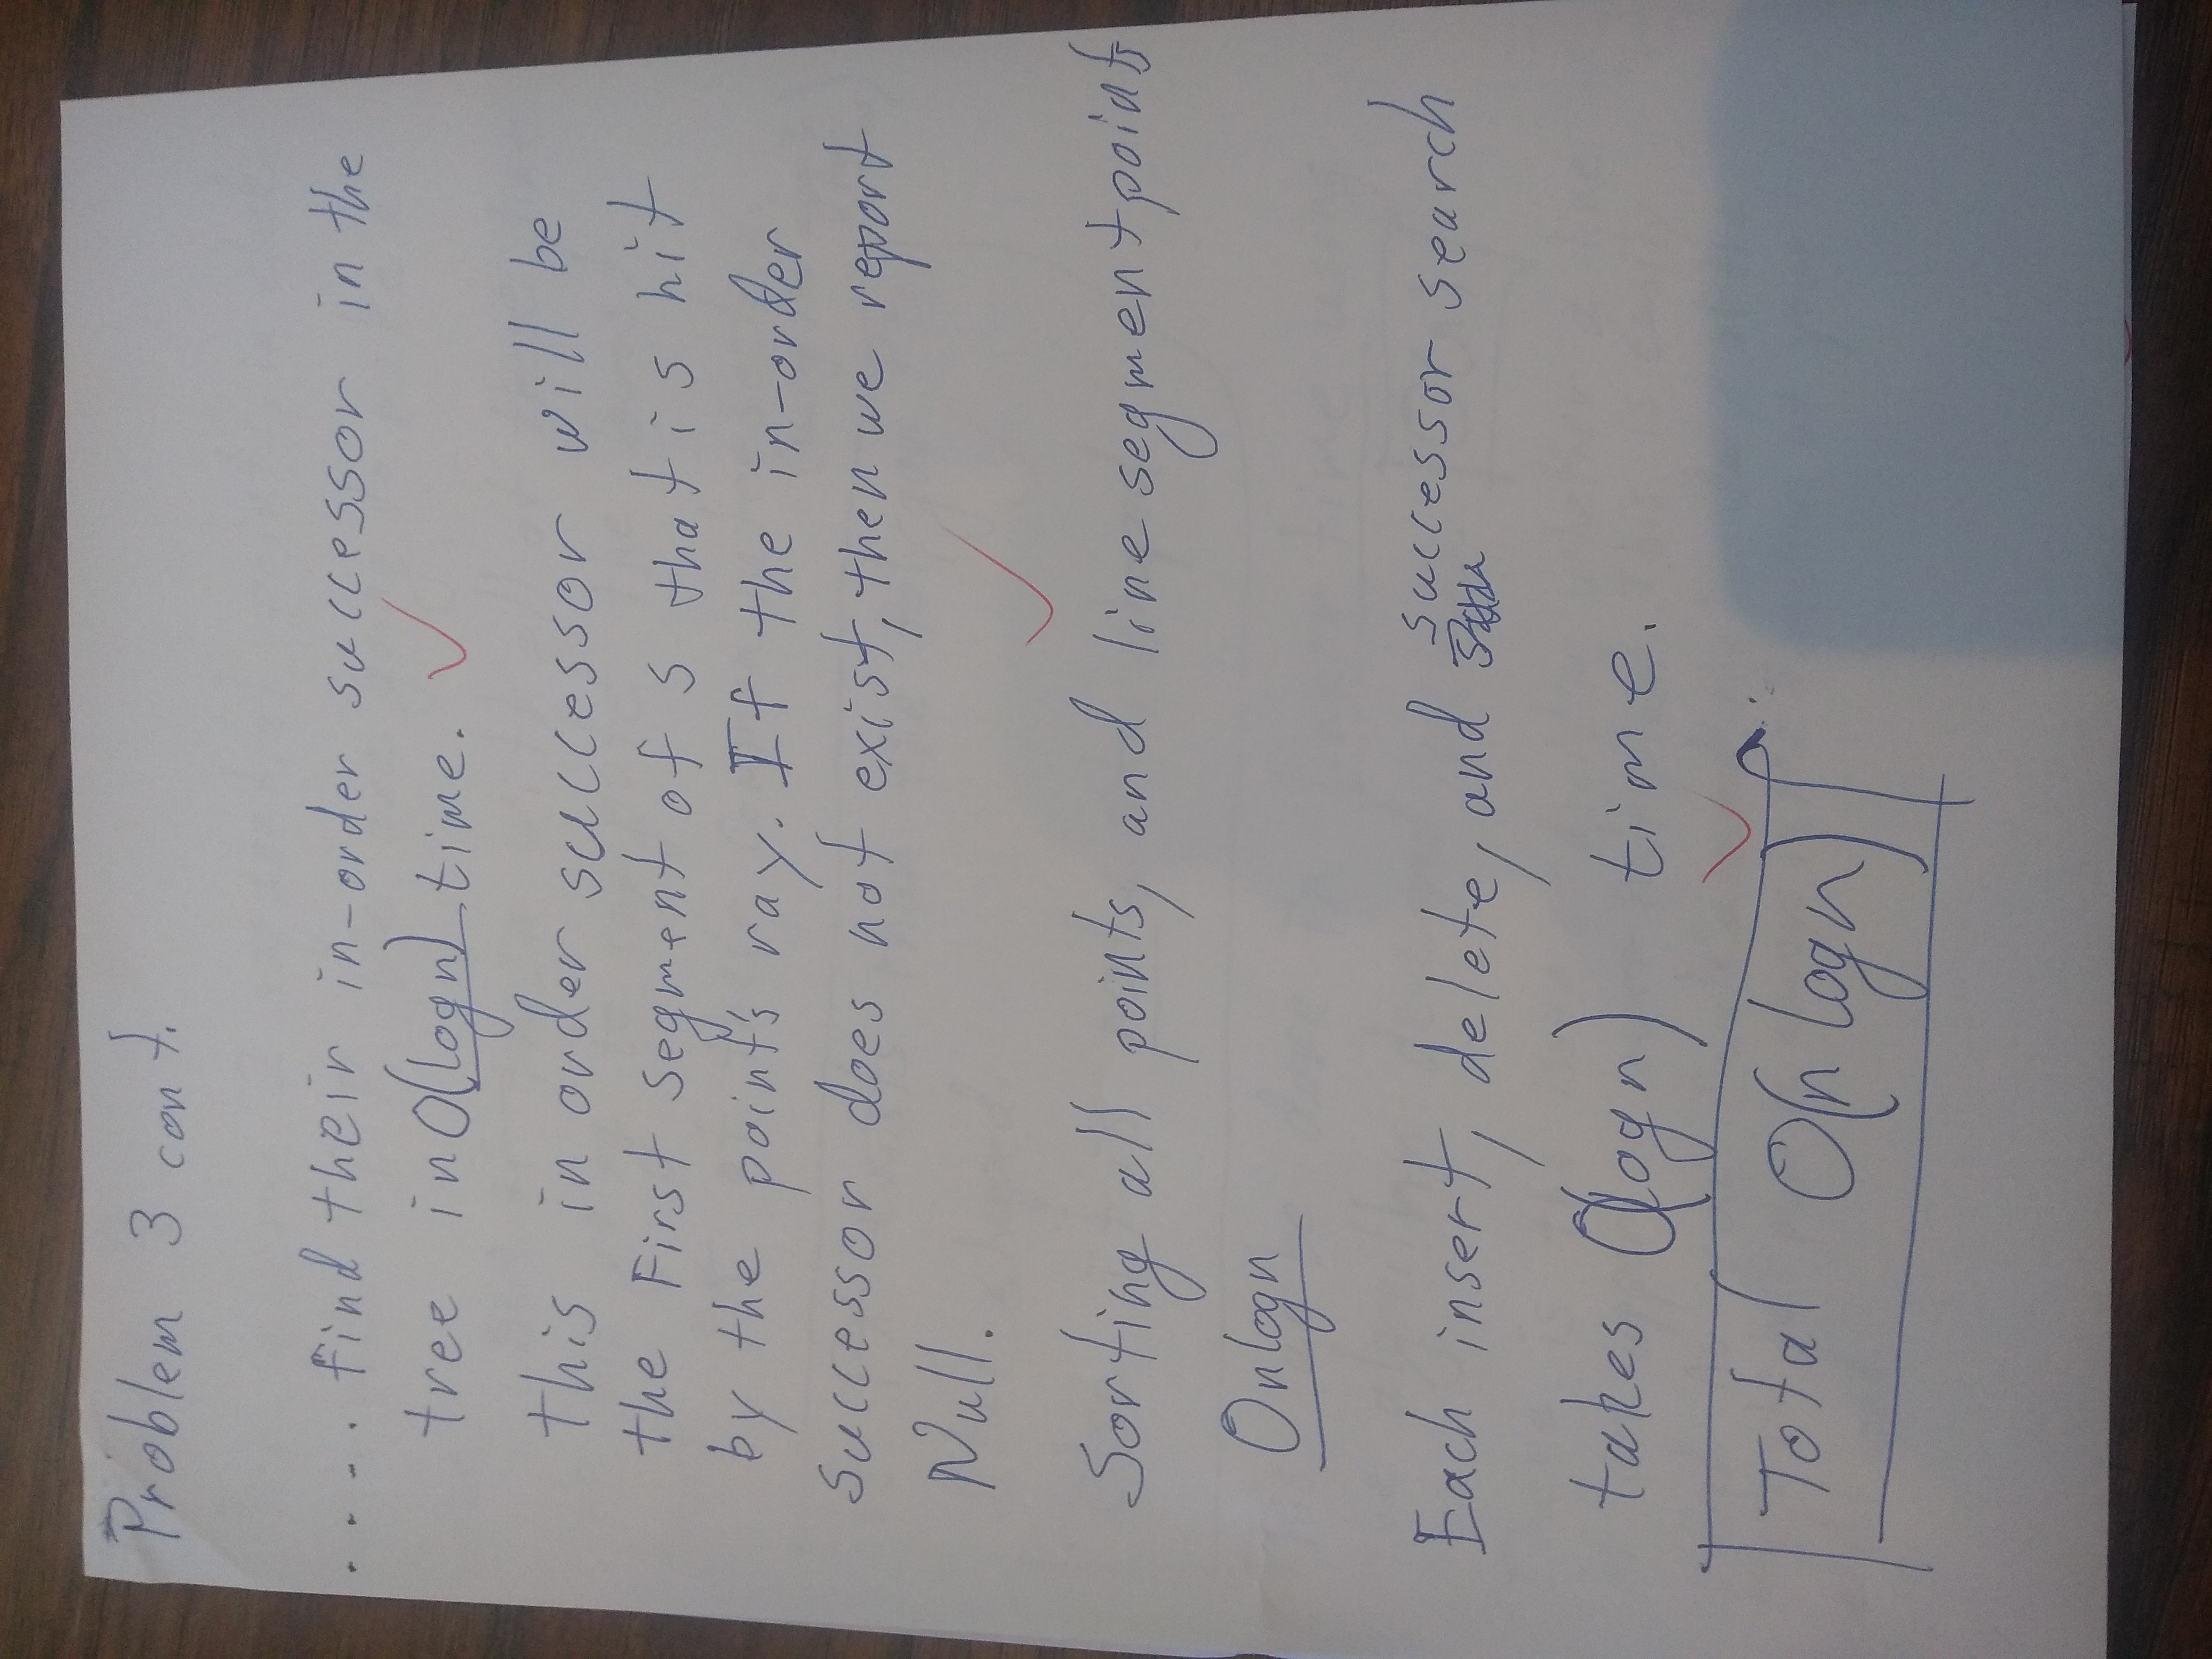 Problem 3 cont.
..... find their in-order successor in the
tree in O(logn) time.
this in order successor will be
the First segment of S that is hit
by the point's ray. If the in-order
successor does not exist, then we report
Null.
Sorting all points, and line segment points
Onlogn
Each insert, delete, and successor search
takes O(logn) time.
Total O(n logn)